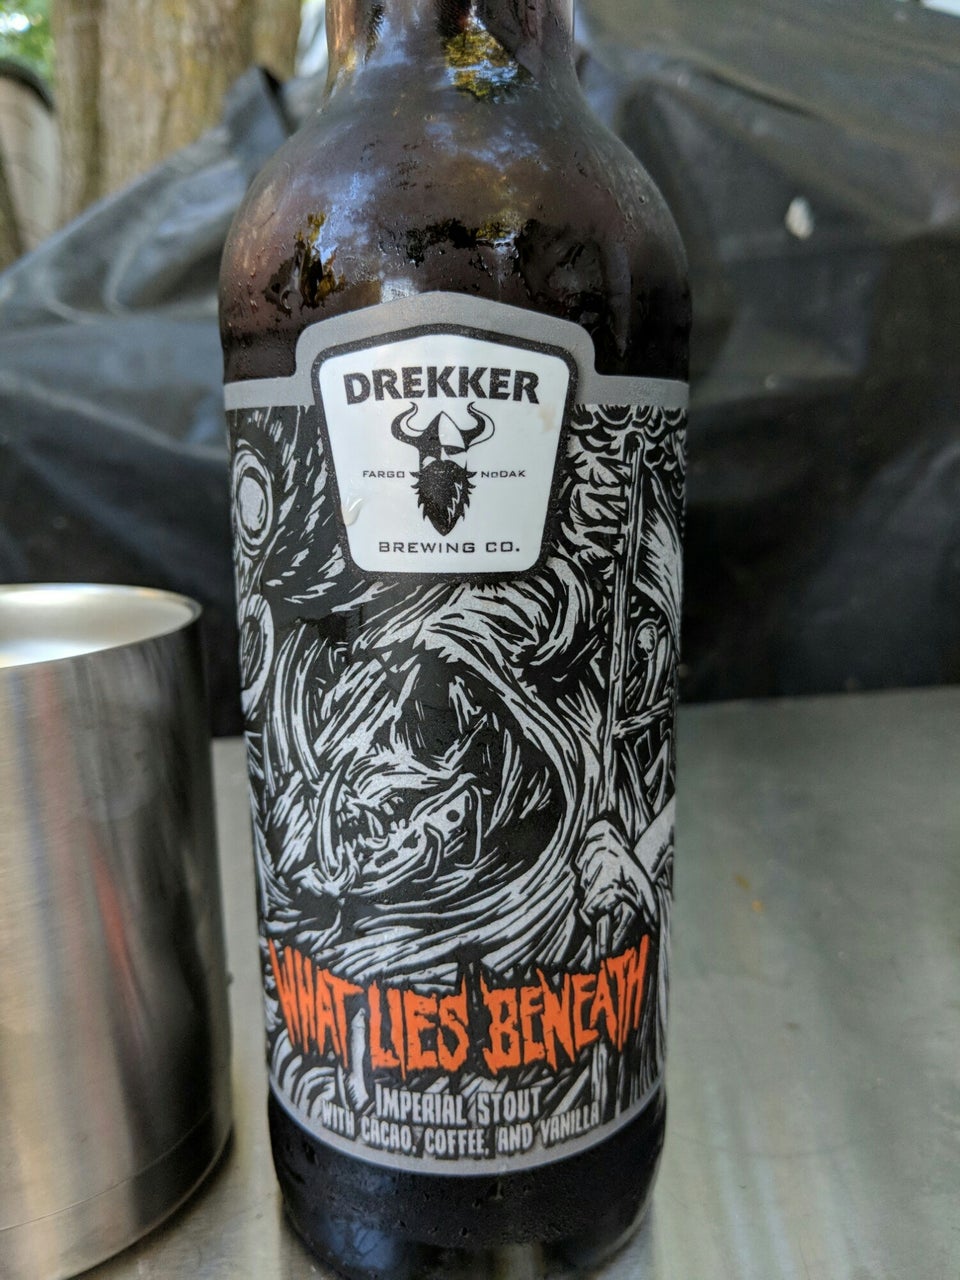 DREKKER
FARGO NoDAK
BREWING CO.
WHAT LIES BENEATH
IMPERIAL STOUT
WITH CACAO, COFFEE, AND VANILLA